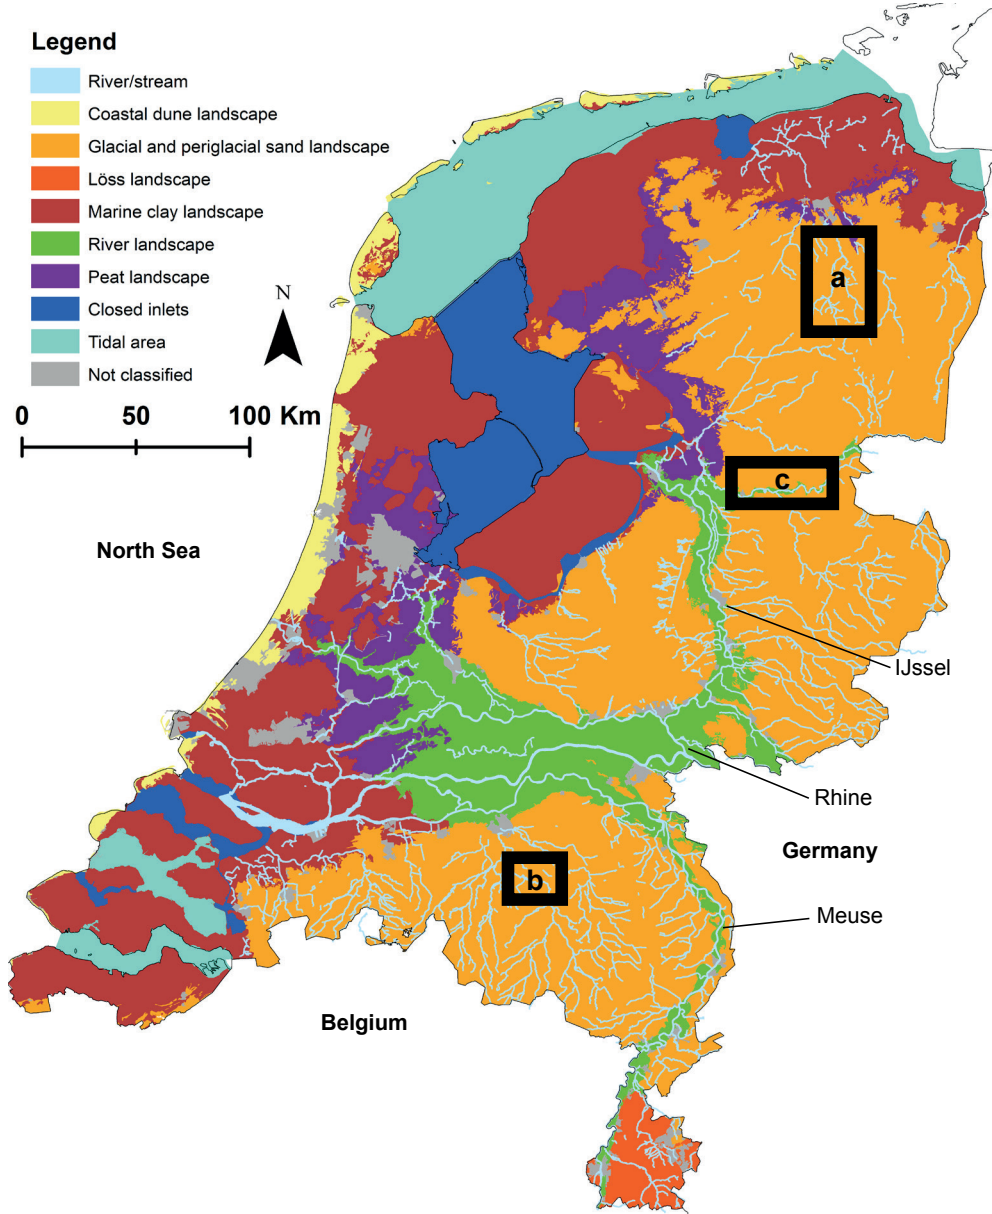 Legend
River/stream
Coastal dune landscape
Glacial and periglacial sand landscape
Löss landscape
Marine clay landscape
River landscape
Peat landscape
Closed inlets
Tidal area
Not classified
N
0 50 100 Km
a
c
North Sea
IJssel
Rhine
Germany
b
Meuse
Belgium